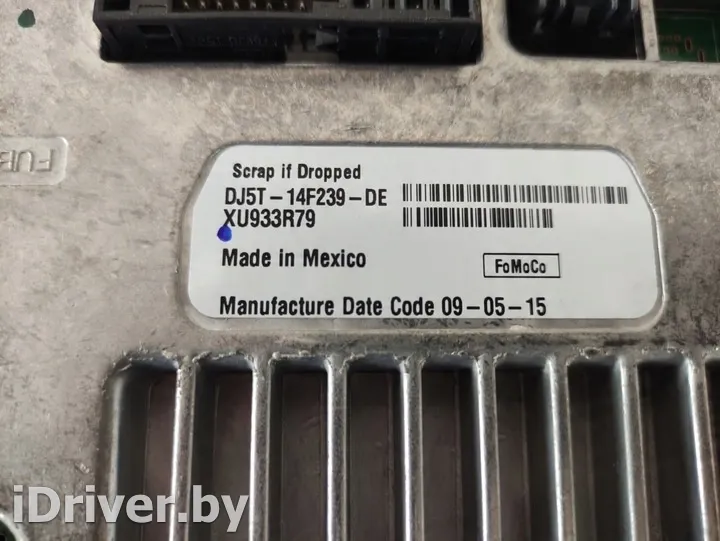 FUB
Scrap if Dropped
DJ5T-14F239-DE
XU933R79
Made in Mexico
FoMoCo
Manufacture Date Code 09-05-15
iDriver.by